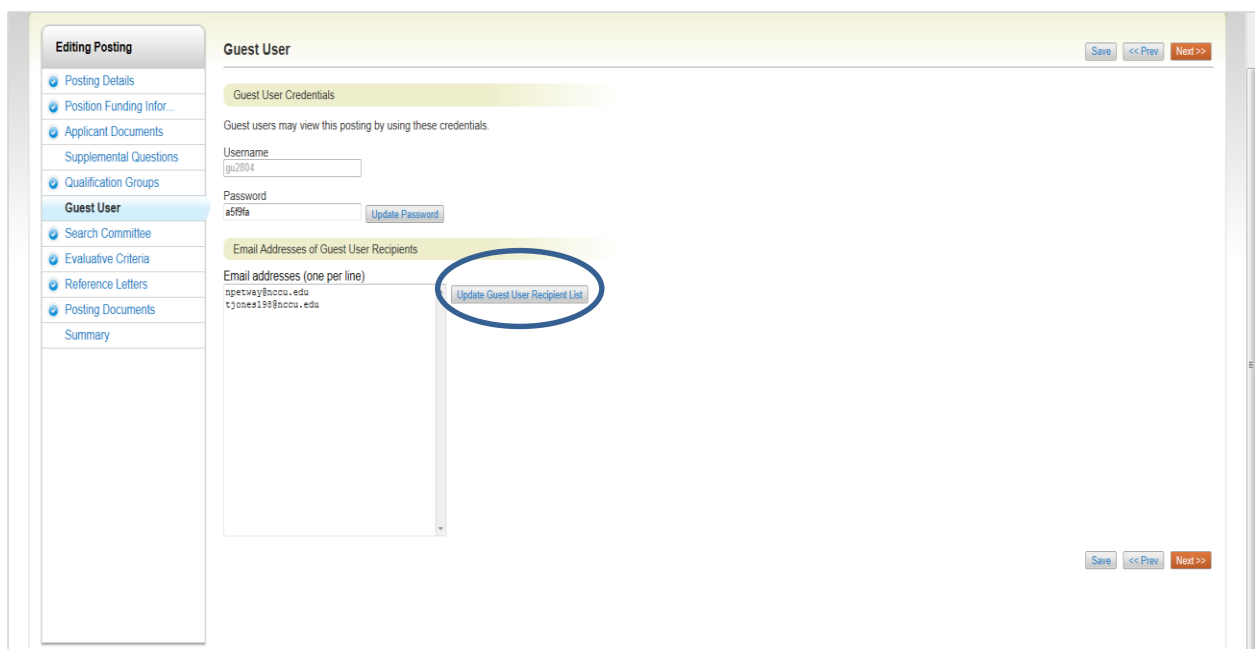 Editing Posting
Posting Details
Position Funding Infor...
Applicant Documents
Supplemental Questions
Qualification Groups
Guest User
Search Committee
Evaluative Criteria
Reference Letters
Posting Documents
Summary
Guest User
Save << Prev Next >>
Guest User Credentials
Guest users may view this posting by using these credentials.
Username
gu2804
Password
a5f9fa Update Password
Email Addresses of Guest User Recipients
Email addresses (one per line)
npetway@nccu.edu Update Guest User Recipient List
tjones198@nccu.edu
Save << Prev Next >>